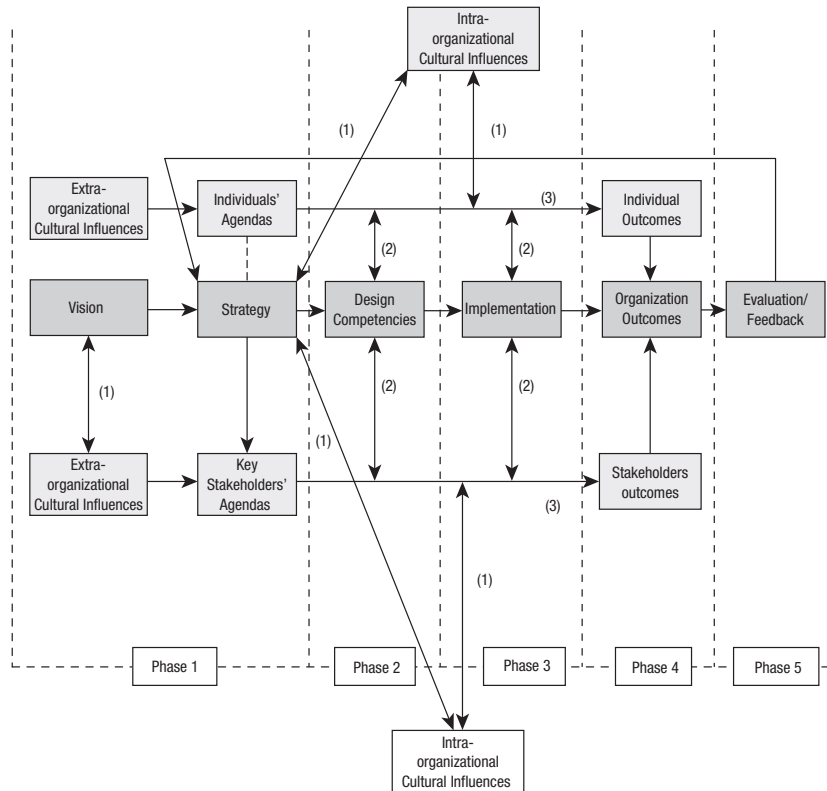 Intra-
organizational
Cultural Influences
(1)
(1)
Extra-
organizational
Cultural Influences
Individuals'
Agendas
(3)
Individual
Outcomes
(2)
(2)
Vision
Strategy
Design
Competencies
Implementation
Organization
Outcomes
Evaluation/
Feedback
(1)
(2)
(2)
(1)
Extra-
organizational
Cultural Influences
Key
Stakeholders'
Agendas
Stakeholders
outcomes
(3)
(1)
Phase 1
Phase 2
Phase 3
Phase 4
Phase 5
Intra-
organizational
Cultural Influences